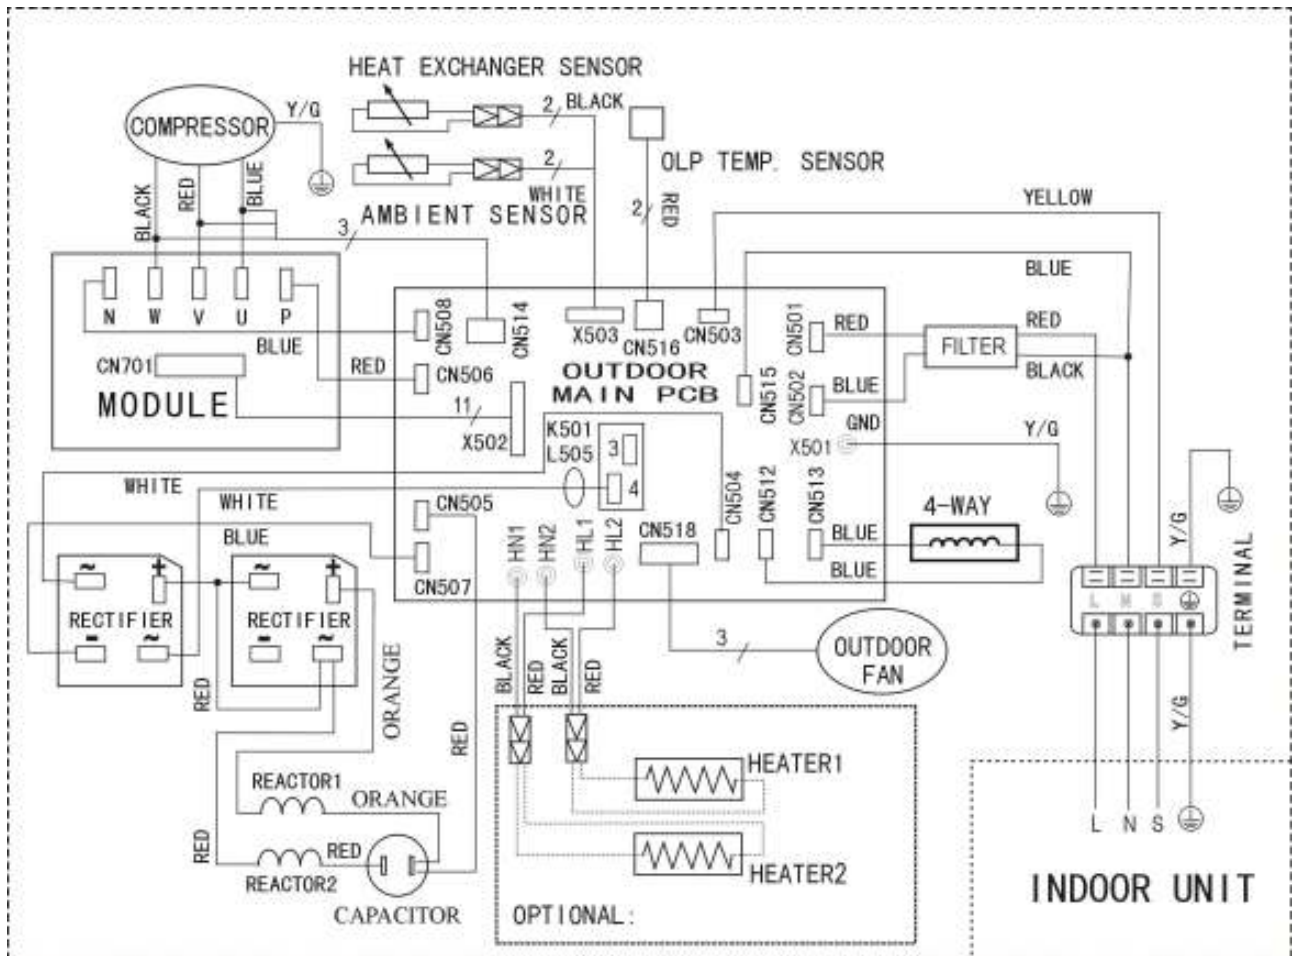 HEAT EXCHANGER SENSOR
COMPRESSOR
Y/G
2
BLACK
OLP TEMP. SENSOR
2
WHITE
AMBIENT SENSOR
BLACK
RED
BLUE
3
2
RED
YELLOW
BLUE
N
W
V
U
P
BLUE
CN701
MODULE
RED
11
CN508
CN506
CN514
X502
X503
CN516
CN503
OUTDOOR
MAIN PCB
CN501
CN502
CN515
RED
BLUE
FILTER
RED
BLACK
GND
X501
Y/G
K501
L505
3
4
WHITE
WHITE
BLUE
CN505
CN507
HN1
HN2
HL1
HL2
CN518
CN504
CN512
CN513
BLUE
BLUE
4-WAY
Y/G
L
N
S
TERMINAL
~
+
RECTIFIER
-
~
~
+
RECTIFIER
-
~
RED
ORANGE
RED
BLACK
RED
BLACK
RED
3
OUTDOOR
FAN
Y/G
REACTOR1
ORANGE
RED
RED
REACTOR2
CAPACITOR
HEATER1
HEATER2
OPTIONAL:
L
N
S
INDOOR UNIT